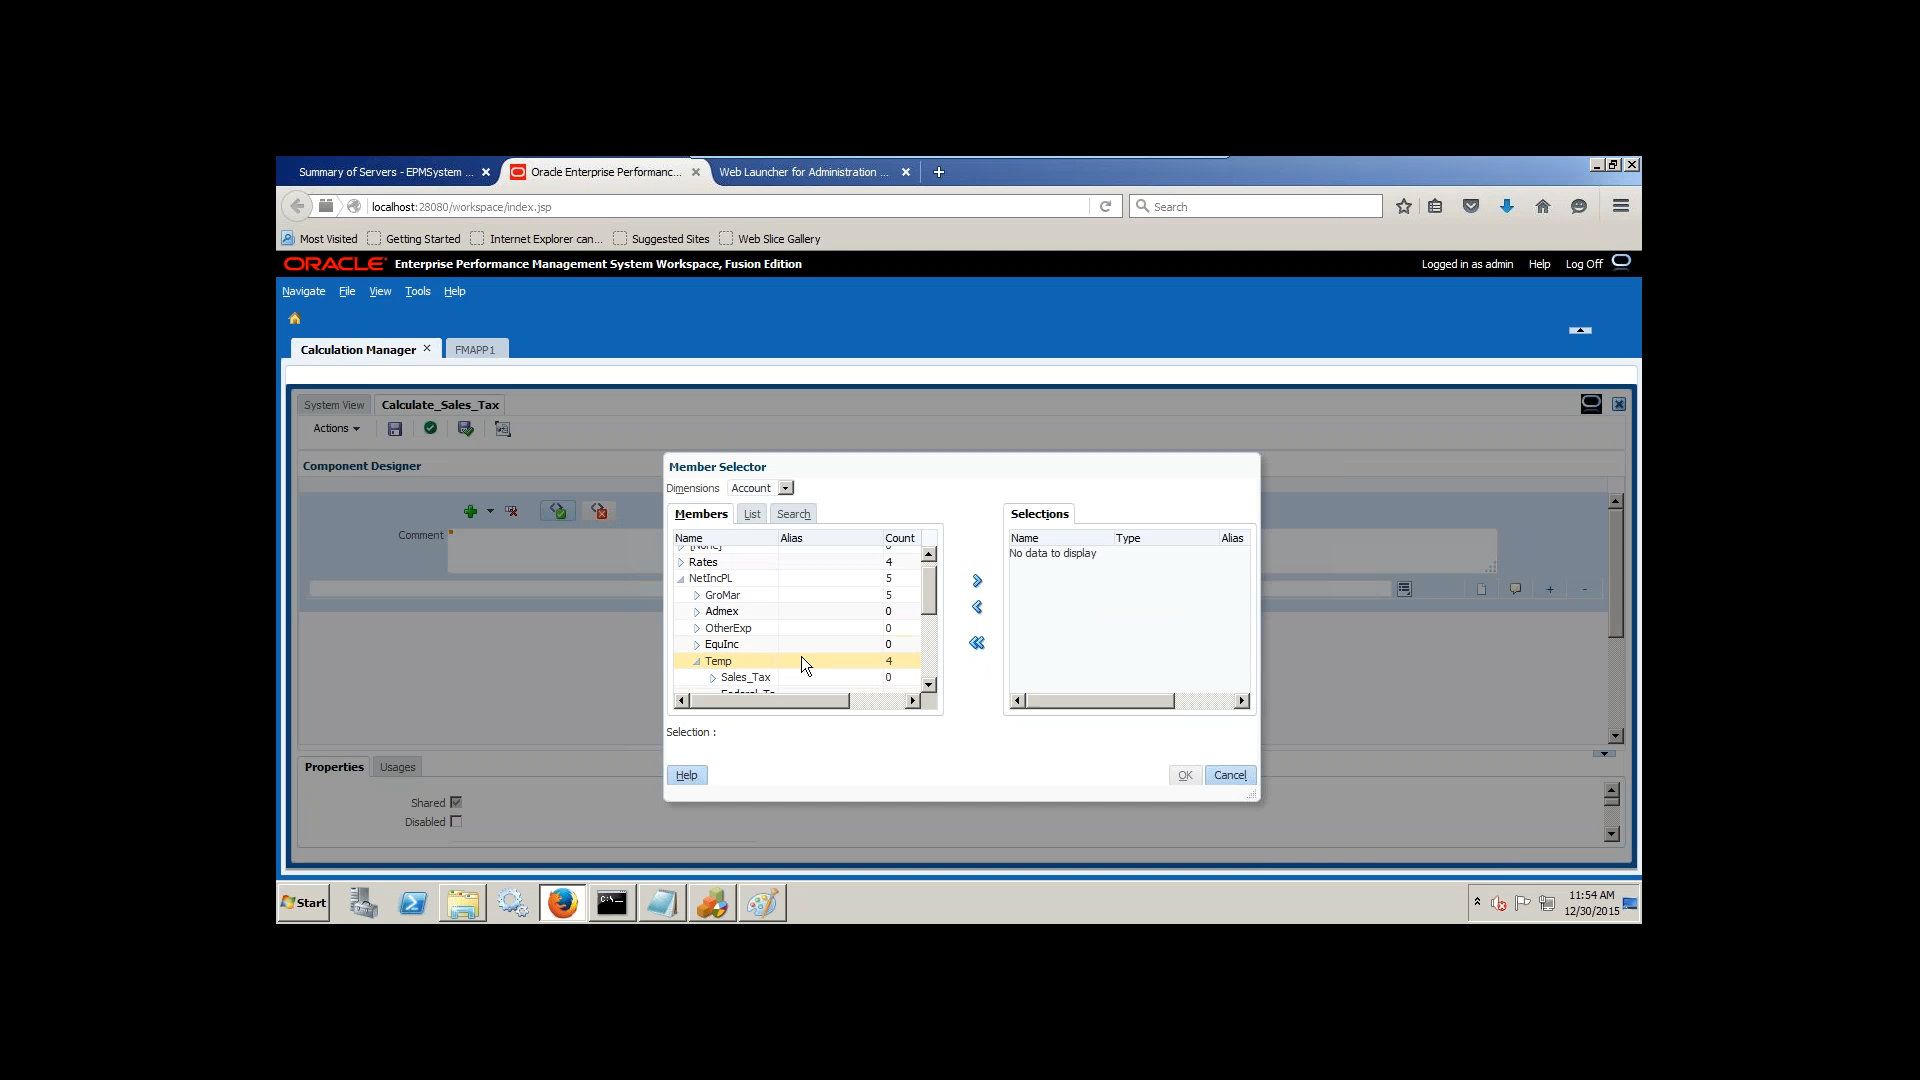 Summary of Servers - EPMSystem ...
Oracle Enterprise Performanc...
Web Launcher for Administration ...
localhost:28080/workspace/index.jsp
Search
Most Visited
Getting Started
Internet Explorer can...
Suggested Sites
Web Slice Gallery
ORACLE Enterprise Performance Management System Workspace, Fusion Edition
Logged in as admin Help Log Off
Navigate File View Tools Help
Calculation Manager
FMAPP1
System View
Calculate_Sales_Tax
Actions
Component Designer
Comment
Member Selector
Dimensions Account
Members List Search
Selections
Name Alias Count
Name Type Alias
[None] 0
No data to display
Rates 4
NetIncPL 5
GroMar 5
Admex 0
OtherExp 0
EquInc 0
Temp 4
Sales_Tax 0
Selection :
Help
OK
Cancel
Properties Usages
Shared
Disabled
Start
11:54 AM
12/30/2015